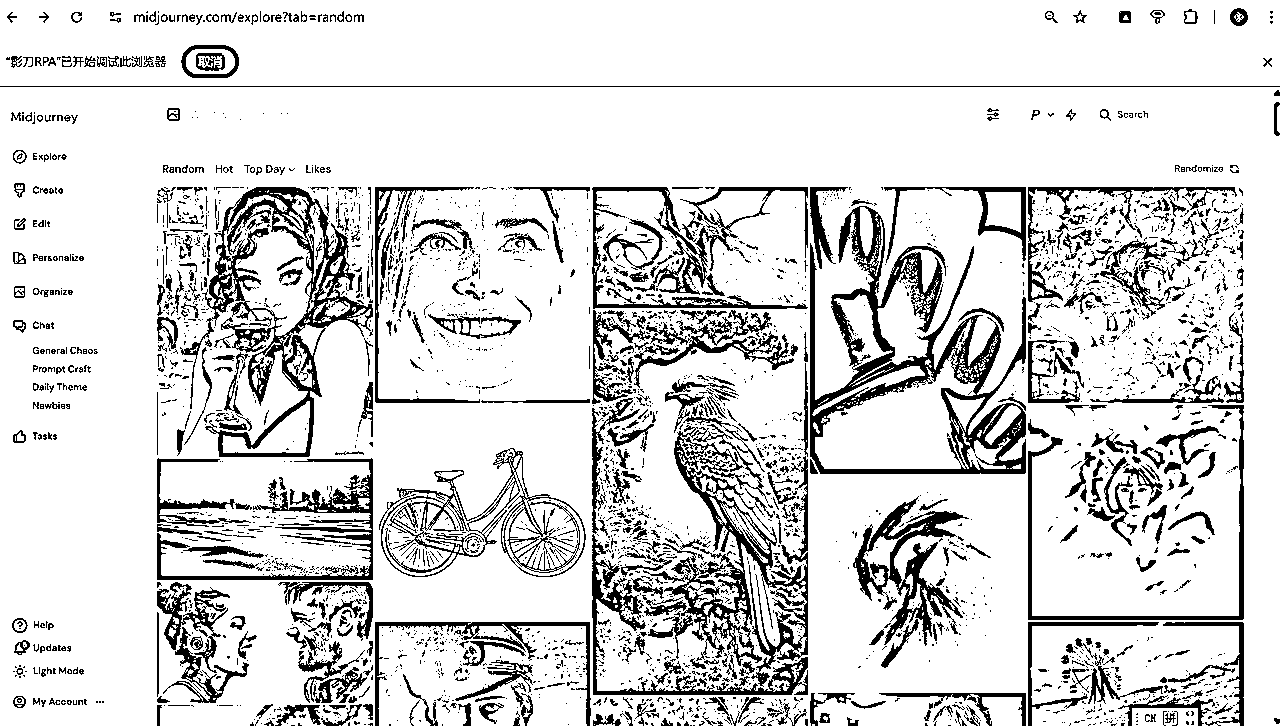 midjourney.com/explore?tab=random
“影刀RPA”已开始调试此浏览器
取消
Midjourney
P
Search
Explore
Create
Edit
Personalize
Organize
Chat
General Chaos
Prompt Craft
Daily Theme
Newbies
Tasks
Help
Updates
Light Mode
My Account
Random Hot Top Day Likes
Randomize
CH 拼